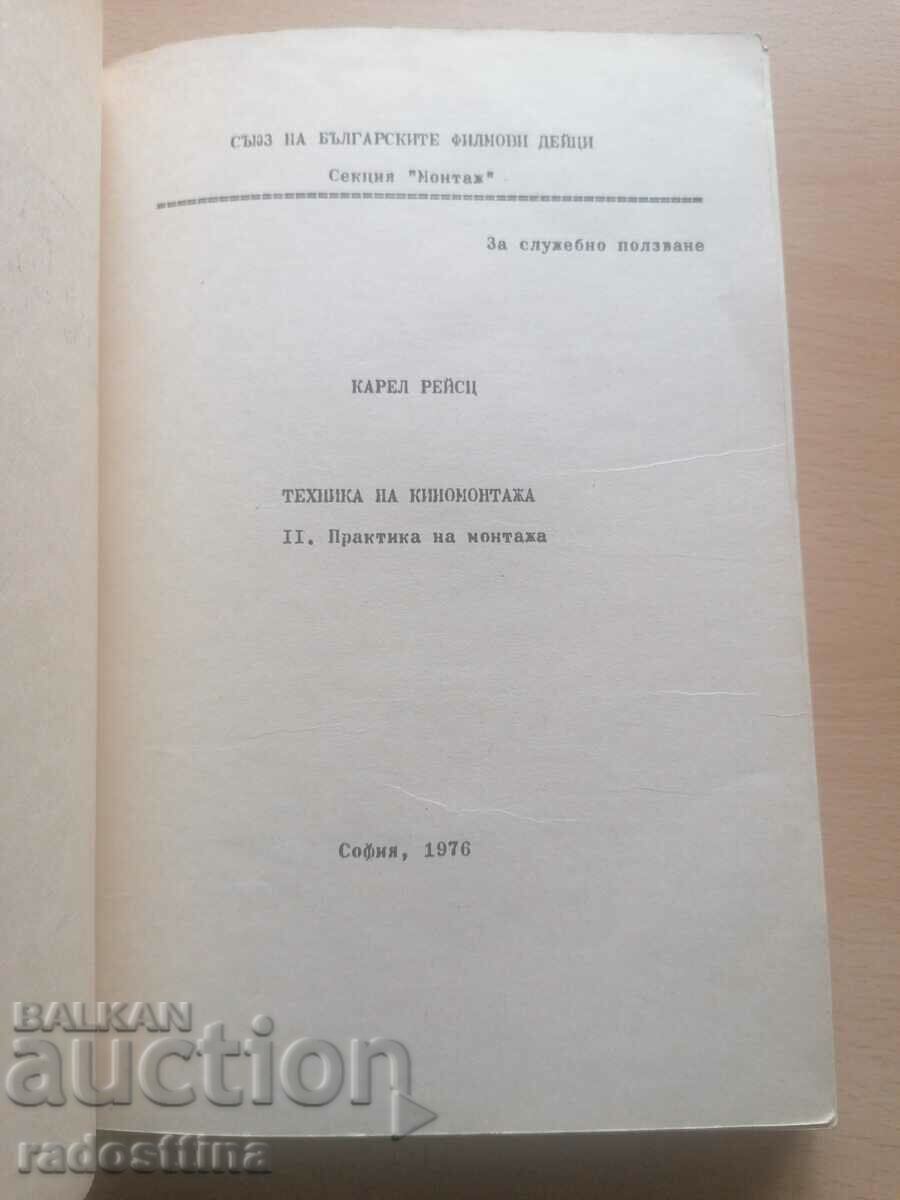 СЪЮЗ НА БЪЛГАРСКИТЕ ФИЛМОВИ ДЕЙЦИ
Секция "Монтаж"
За служебно ползване
КАРЕЛ РЕЙСЦ
ТЕХНИКА НА КИНОМОНТАЖА
II. Практика на монтажа
София, 1976
BALKAN
auction
radosttina